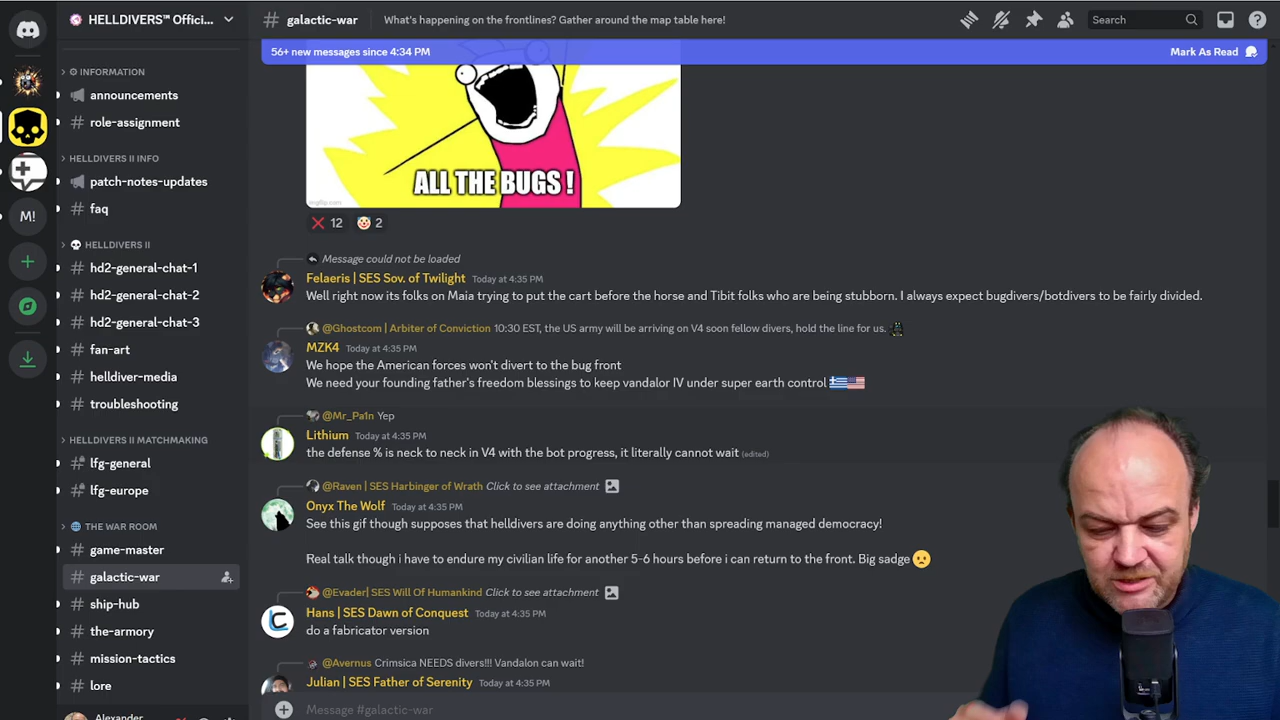 HELLDIVERS™ Offici...
# galactic-war
What's happening on the frontlines? Gather around the map table here!
Search
56+ new messages since 4:34 PM
Mark As Read
INFORMATION
announcements
# role-assignment
HELLDIVERS II INFO
patch-notes-updates
# faq
HELLDIVERS II
# hd2-general-chat-1
# hd2-general-chat-2
# hd2-general-chat-3
# fan-art
# helldiver-media
# troubleshooting
HELLDIVERS II MATCHMAKING
# lfg-general
# lfg-europe
THE WAR ROOM
# game-master
# galactic-war
# ship-hub
# the-armory
# mission-tactics
# lore
Alexander
M!
ALL THE BUGS !
imgflip.com
12
2
Message could not be loaded
Felaeris | SES Sov. of Twilight Today at 4:35 PM
Well right now its folks on Maia trying to put the cart before the horse and Tibit folks who are being stubborn. I always expect bugdivers/botdivers to be fairly divided.
@Ghostcom | Arbiter of Conviction 10:30 EST, the US army will be arriving on V4 soon fellow divers, hold the line for us.
MZK4 Today at 4:35 PM
We hope the American forces won't divert to the bug front
We need your founding father's freedom blessings to keep vandalor IV under super earth control
@Mr_Pa1n Yep
Lithium Today at 4:35 PM
the defense % is neck to neck in V4 with the bot progress, it literally cannot wait (edited)
@Raven | SES Harbinger of Wrath Click to see attachment
Onyx The Wolf Today at 4:35 PM
See this gif though supposes that helldivers are doing anything other than spreading managed democracy!
Real talk though i have to endure my civilian life for another 5-6 hours before i can return to the front. Big sadge
@Evader| SES Will Of Humankind Click to see attachment
Hans | SES Dawn of Conquest Today at 4:35 PM
do a fabricator version
@Avernus Crimsica NEEDS divers!!! Vandalon can wait!
Julian | SES Father of Serenity Today at 4:35 PM
Message #galactic-war